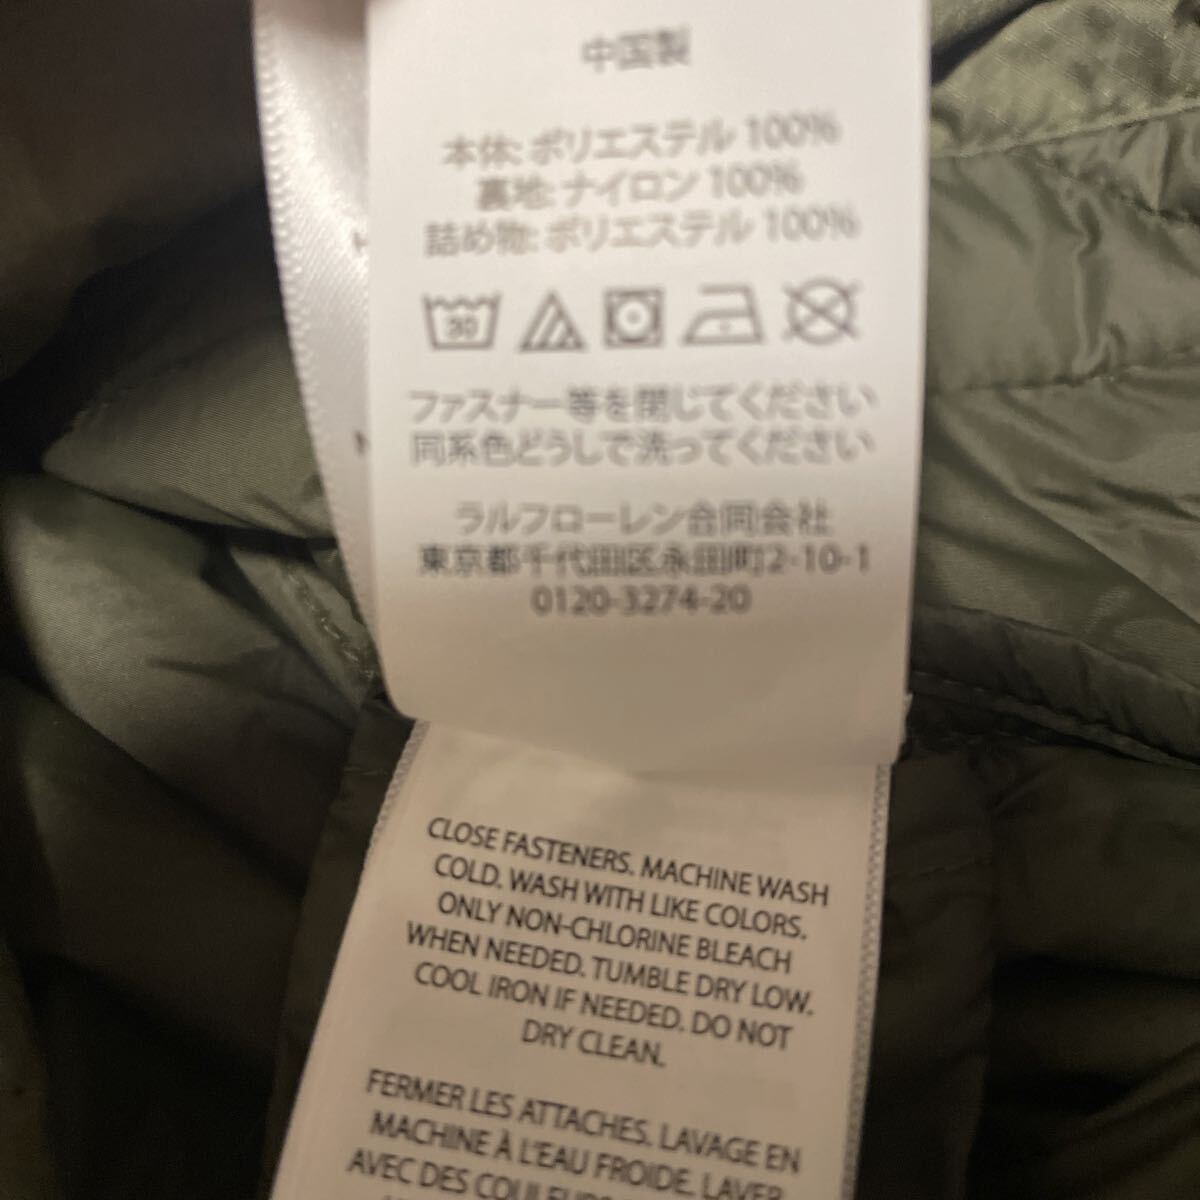 中国製
本体: ポリエステル 100%
裏地: ナイロン 100%
詰め物: ポリエステル 100%
30
ファスナー等を閉じてください
同系色どうしで洗ってください
ラルフローレン合同会社
東京都千代田区永田町2-10-1
0120-3274-20
CLOSE FASTENERS. MACHINE WASH
COLD. WASH WITH LIKE COLORS.
ONLY NON-CHLORINE BLEACH
WHEN NEEDED. TUMBLE DRY LOW.
COOL IRON IF NEEDED. DO NOT
DRY CLEAN.
FERMER LES ATTACHES. LAVAGE EN
MACHINE À L'EAU FROIDE. LAVER
AVEC DES COULEURS